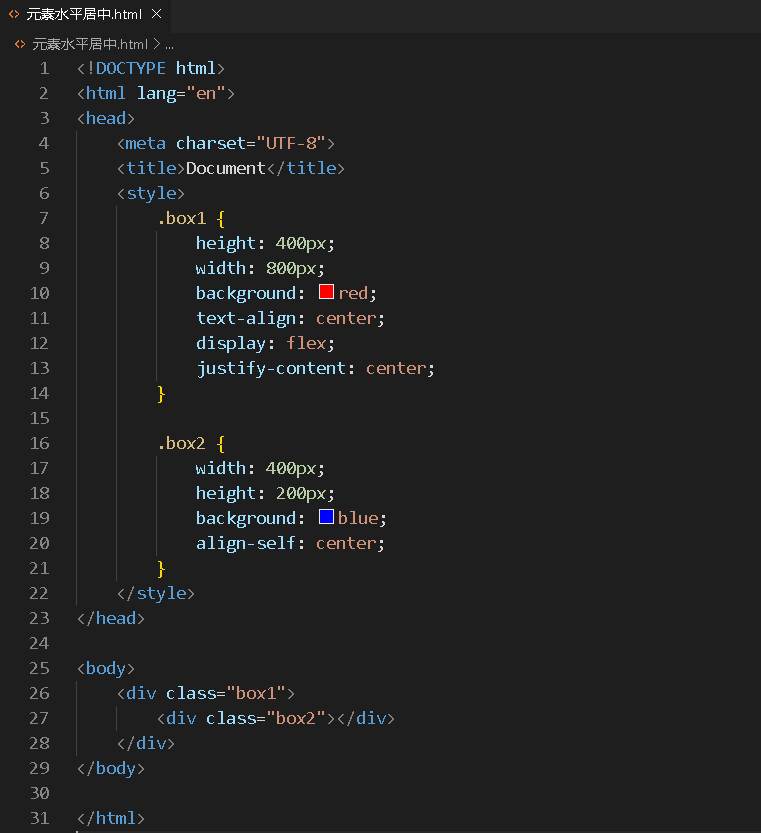 元素水平居中.html
元素水平居中.html > ...
1 <!DOCTYPE html>
2 <html lang="en">
3 <head>
4     <meta charset="UTF-8">
5     <title>Document</title>
6     <style>
7         .box1 {
8             height: 400px;
9             width: 800px;
10             background: red;
11             text-align: center;
12             display: flex;
13             justify-content: center;
14         }
15
16         .box2 {
17             width: 400px;
18             height: 200px;
19             background: blue;
20             align-self: center;
21         }
22     </style>
23 </head>
24
25 <body>
26     <div class="box1">
27         <div class="box2"></div>
28     </div>
29 </body>
30
31 </html>